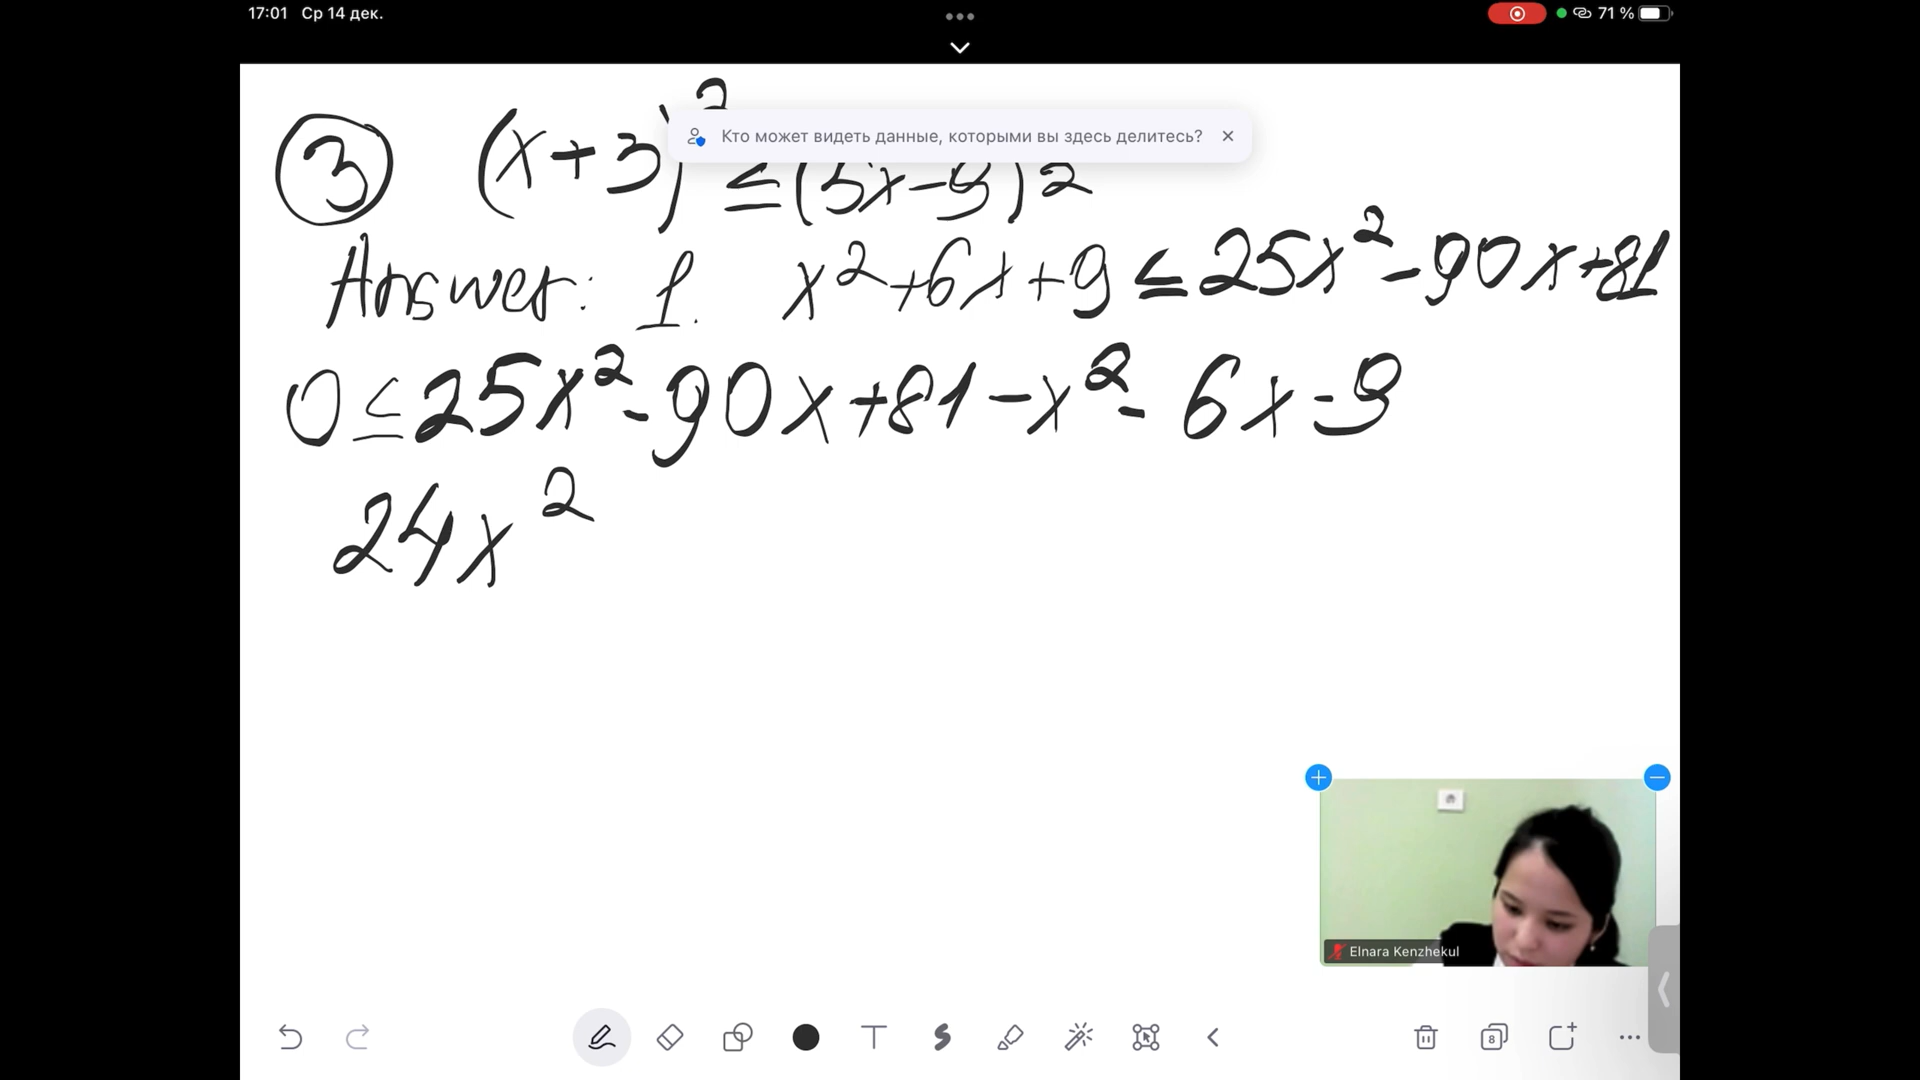 17:01 Ср 14 дек. 71 %
Кто может видеть данные, которыми вы здесь делитесь?
3 (x+3)² ≤(5x-9)²
Answer: 1. x²+6x+9≤25x²-90x+81
0≤25x²-90x+81-x²-6x-9
24x²
Elnara Kenzhekul
T
8